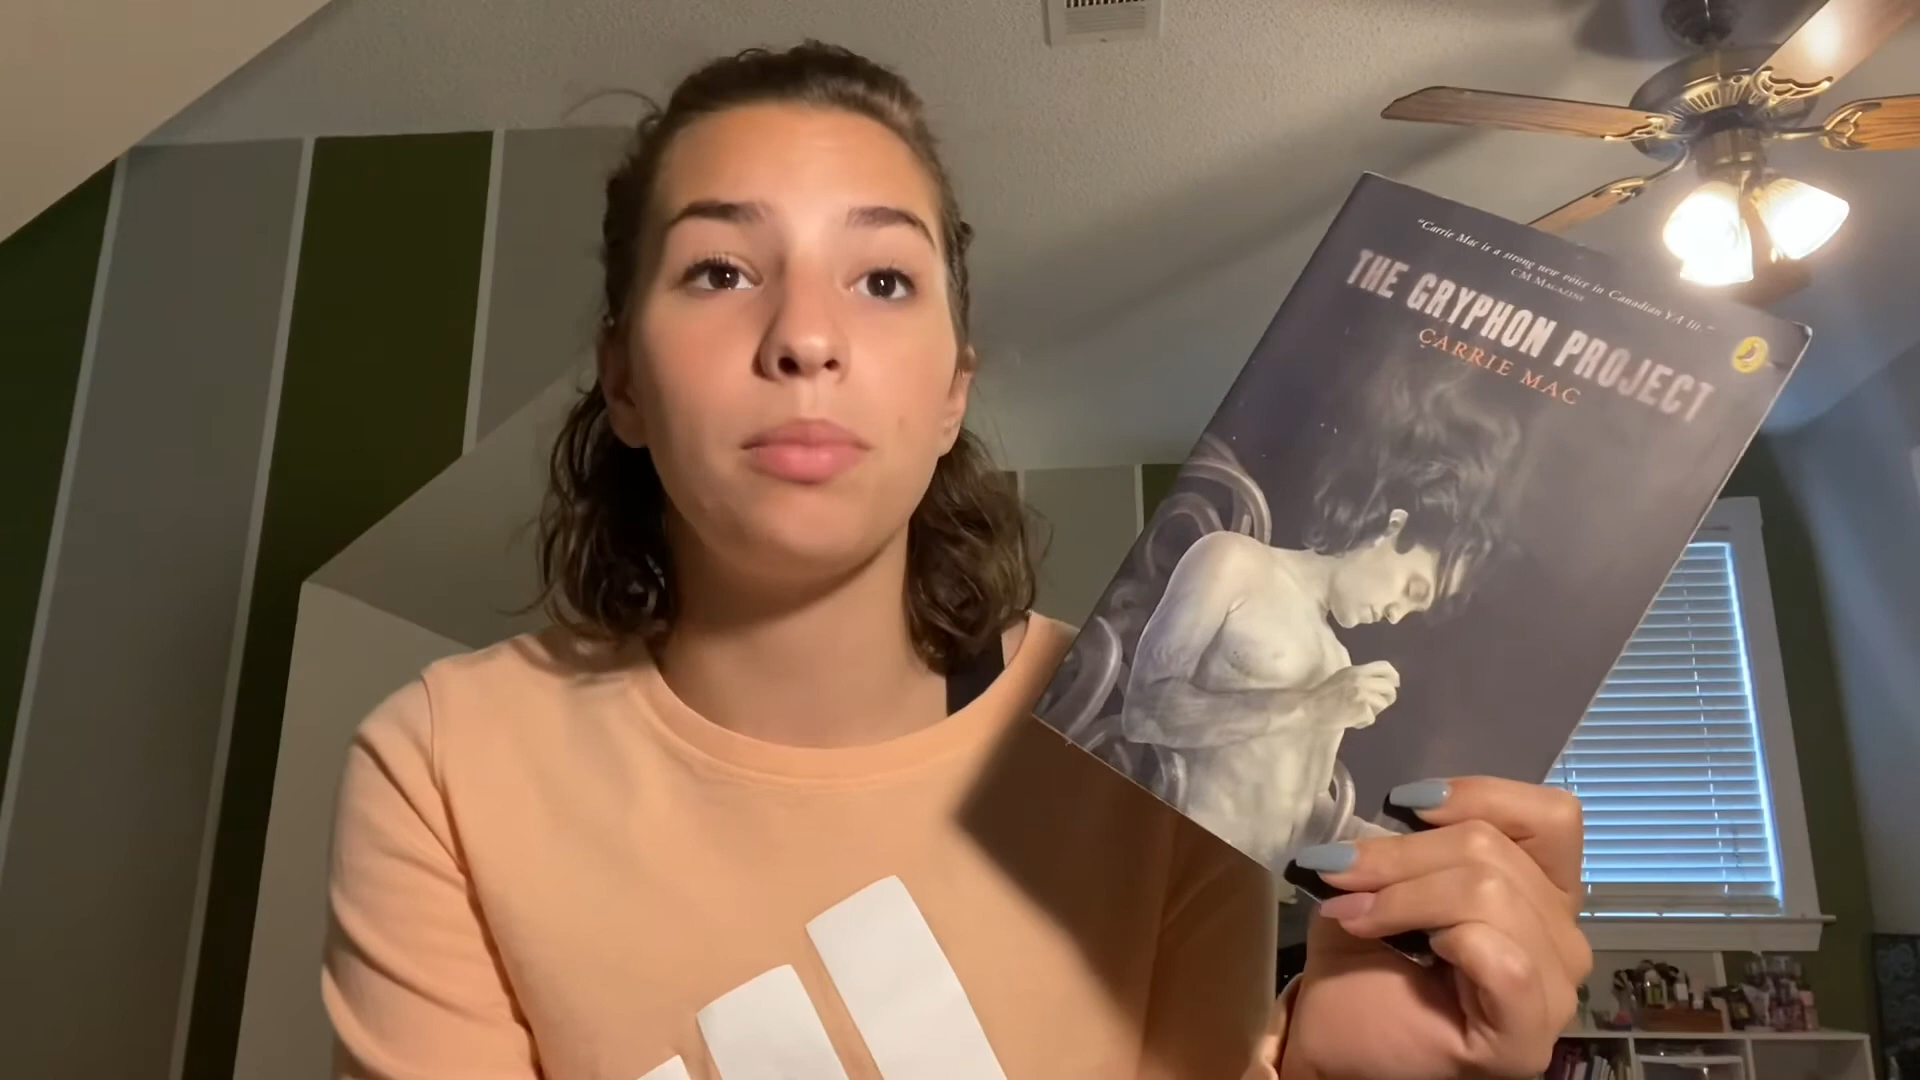 "Carrie Mac is a strong new voice in Canadian YA lit."
CM MAGAZINE
THE GRYPHON PROJECT
CARRIE MAC